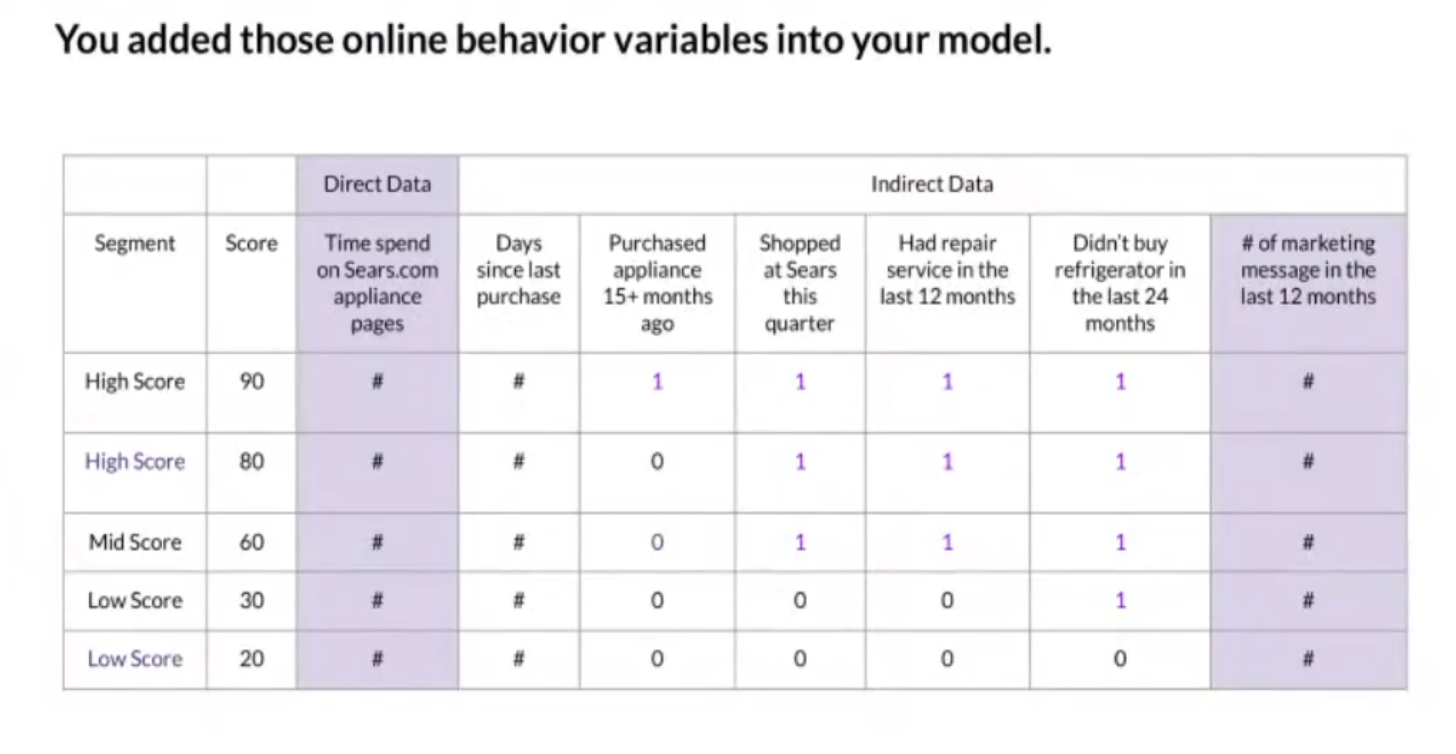 You added those online behavior variables into your model.
Direct Data
Indirect Data
Segment
Score
Time spend
on Sears.com
appliance
pages
Days
since last
purchase
Purchased
appliance
15+ months
ago
Shopped
at Sears
this
quarter
Had repair
service in the
last 12 months
Didn't buy
refrigerator in
the last 24
months
# of marketing
message in the
last 12 months
High Score 90 # # 1 1 1 1 #
High Score 80 # # 0 1 1 1 #
Mid Score 60 # # 0 1 1 1 #
Low Score 30 # # 0 0 0 1 #
Low Score 20 # # 0 0 0 0 #